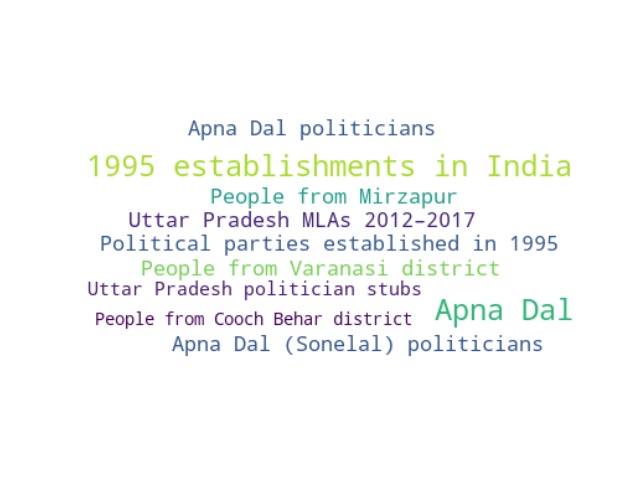 Apna Dal politicians
1995 establishments in India
People from Mirzapur
Uttar Pradesh MLAs 2012–2017
Political parties established in 1995
People from Varanasi district
Uttar Pradesh politician stubs
People from Cooch Behar district
Apna Dal
Apna Dal (Sonelal) politicians